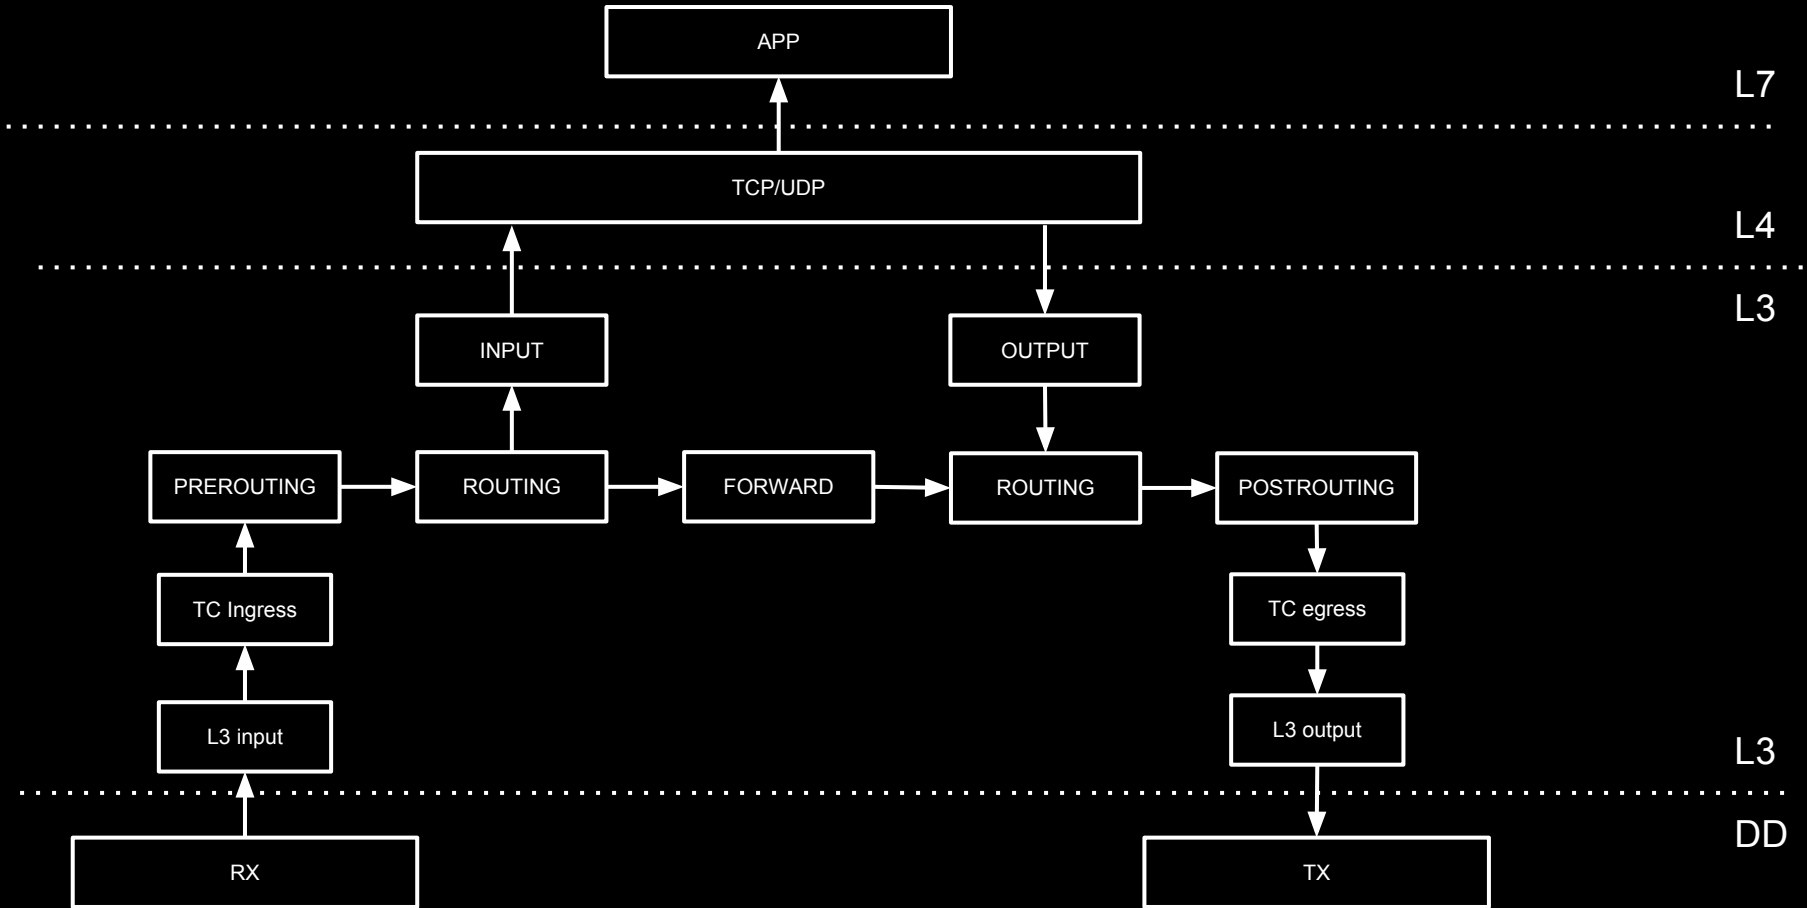 APP
L7
TCP/UDP
L4
L3
INPUT
OUTPUT
PREROUTING
ROUTING
FORWARD
ROUTING
POSTROUTING
TC Ingress
TC egress
L3 input
L3 output
L3
DD
RX
TX